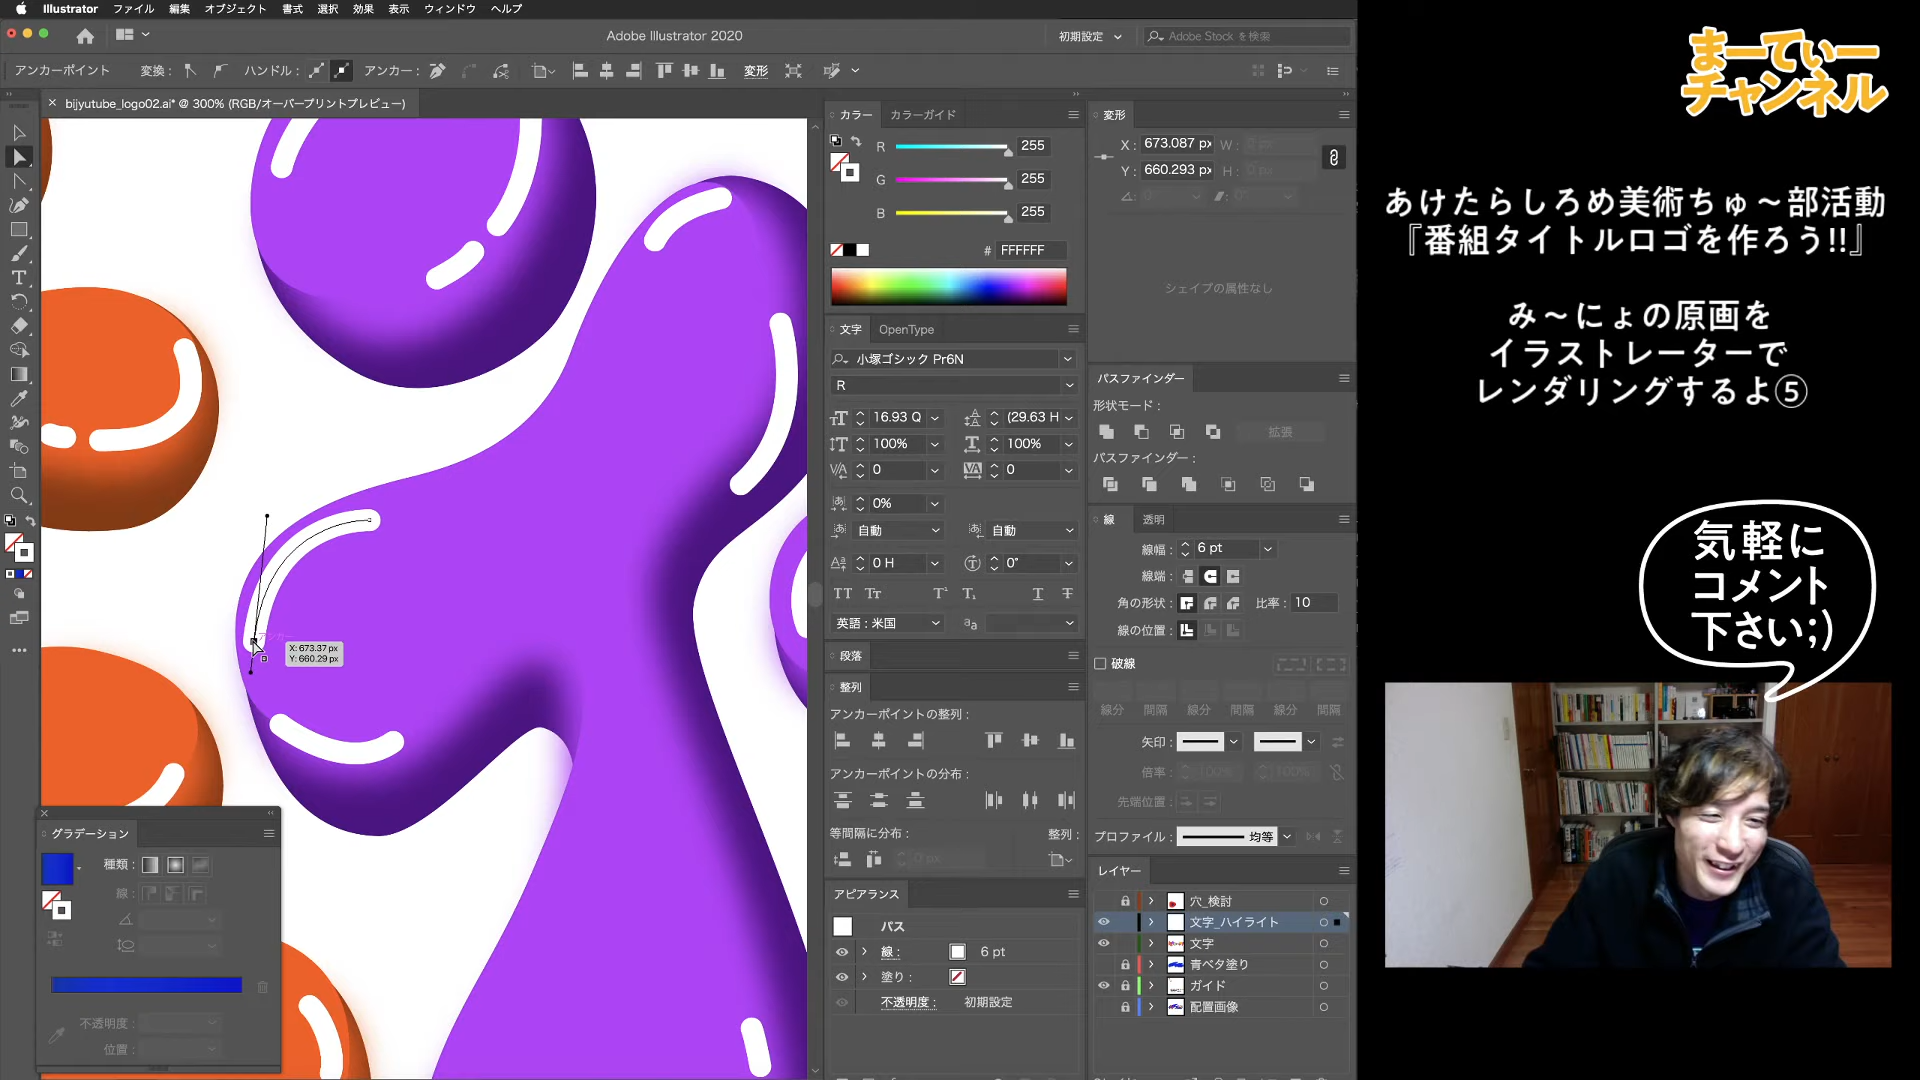 Illustrator ファイル 編集 オブジェクト 書式 選択 効果 表示 ウィンドウ ヘルプ
Adobe Illustrator 2020
初期設定
Adobe Stock を検索
アンカーポイント 変換: ハンドル: アンカー: 変形
bijyutube_logo02.ai* @ 300% (RGB/オーバープリントプレビュー)
カラー カラーガイド
R 255
G 255
B 255
# FFFFFF
文字 OpenType
小塚ゴシック Pr6N
R
16.93 Q (29.63 H
100% 100%
0 0
0%
自動 自動
0 H 0°
英語: 米国
段落
整列
アンカーポイントの整列:
アンカーポイントの分布:
等間隔に分布: 整列:
0 px
アピアランス
パス
線: 6 pt
塗り:
不透明度: 初期設定
変形
X: 673.087 px W: 0 px
Y: 660.293 px H: 0 px
シェイプの属性なし
パスファインダー
形状モード:
拡張
パスファインダー:
線 透明
線幅: 6 pt
線端:
角の形状: 比率: 10
線の位置:
破線
線分 間隔 線分 間隔 線分 間隔
矢印:
倍率: 100% 100%
先端位置:
プロファイル: 均等
レイヤー
穴_検討
文字_ハイライト
文字
青ベタ塗り
ガイド
配置画像
アンカー
X: 673.37 px
Y: 660.29 px
グラデーション
種類:
線:
不透明度:
位置:
まーてぃー
チャンネル
あけたらしろめ美術ちゅ～部活動
『番組タイトルロゴを作ろう!!』
み～にょの原画を
イラストレーターで
レンダリングするよ⑤
気軽に
コメント
下さい;)